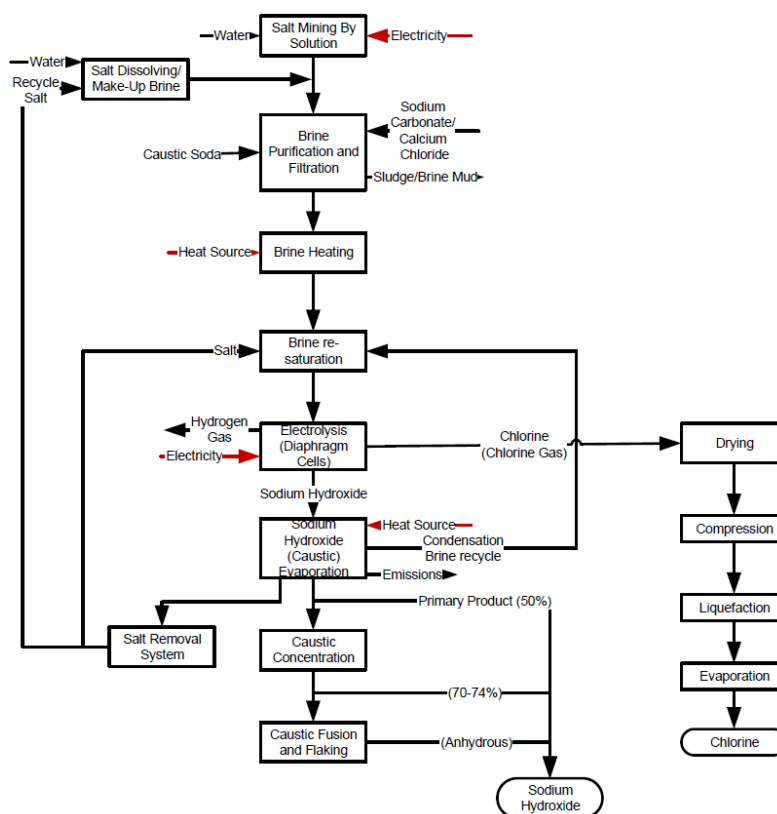 Salt Mining By
Solution
Water
Electricity
Water
Recycle
Salt
Salt Dissolving/
Make-Up Brine
Sodium
Carbonate/
Calcium
Chloride
Brine
Purification and
Filtration
Caustic Soda
Sludge/Brine Mud
Heat Source
Brine Heating
Salt
Brine re-
saturation
Hydrogen
Gas
Electricity
Electrolysis
(Diaphragm
Cells)
Chlorine
(Chlorine Gas)
Drying
Sodium Hydroxide
Sodium
Hydroxide
(Caustic)
Evaporation
Heat Source
Condensation
Brine recycle
Emissions
Compression
Primary Product (50%)
Liquefaction
Salt Removal
System
Caustic
Concentration
Evaporation
(70-74%)
Caustic Fusion
and Flaking
(Anhydrous)
Chlorine
Sodium
Hydroxide